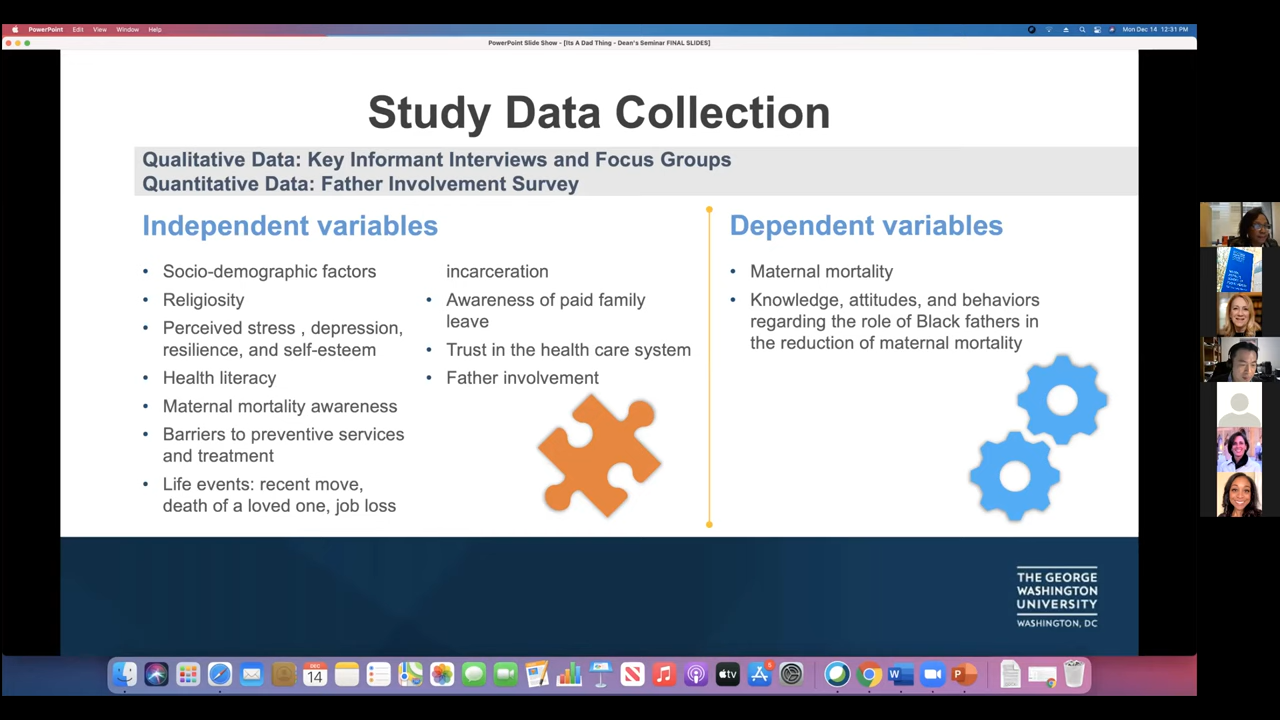 PowerPoint Edit View Window Help
Mon Dec 14 12:31 PM
PowerPoint Slide Show - [Its A Dad Thing - Dean's Seminar FINAL SLIDES]
Study Data Collection
Qualitative Data: Key Informant Interviews and Focus Groups
Quantitative Data: Father Involvement Survey
Independent variables
• Socio-demographic factors
• Religiosity
• Perceived stress , depression,
resilience, and self-esteem
• Health literacy
• Maternal mortality awareness
• Barriers to preventive services
and treatment
• Life events: recent move,
death of a loved one, job loss
incarceration
• Awareness of paid family
leave
• Trust in the health care system
• Father involvement
Dependent variables
• Maternal mortality
• Knowledge, attitudes, and behaviors
regarding the role of Black fathers in
the reduction of maternal mortality
THE GEORGE
WASHINGTON
UNIVERSITY
WASHINGTON, DC
DEC
14
tv
W
P